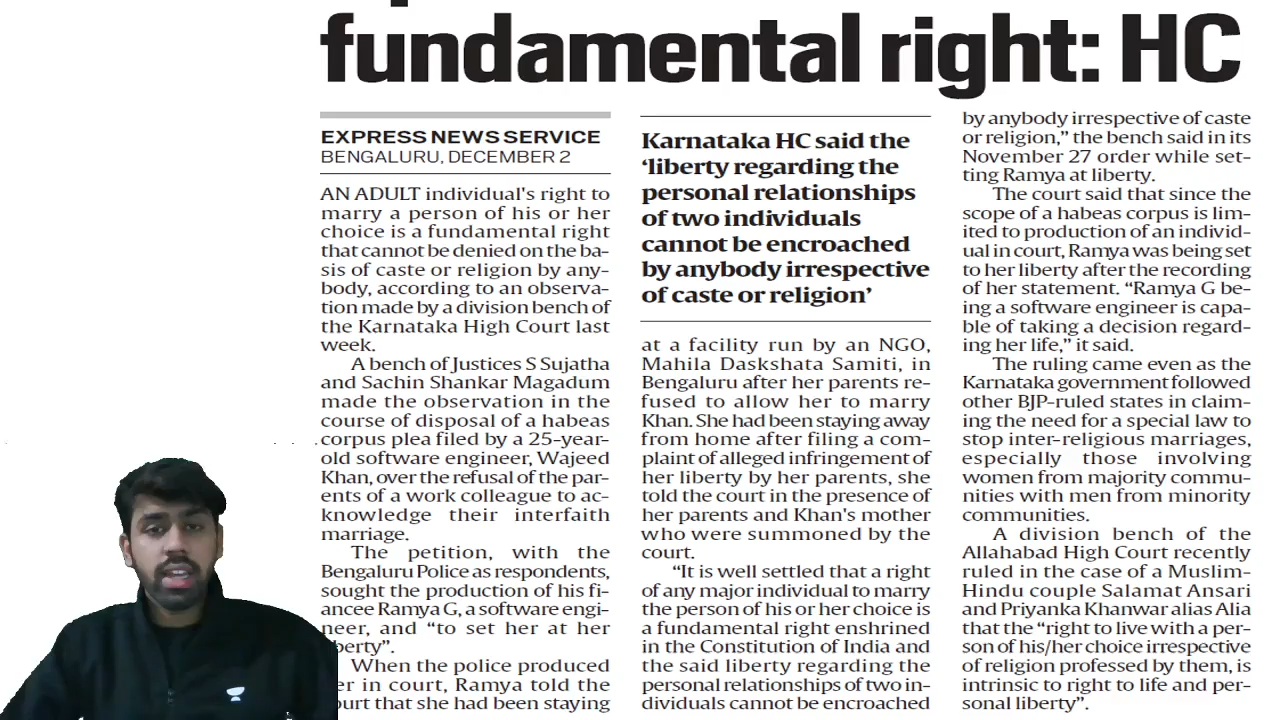 fundamental right: HC
EXPRESS NEWS SERVICE
BENGALURU, DECEMBER 2
AN ADULT individual's right to
marry a person of his or her
choice is a fundamental right
that cannot be denied on the ba-
sis of caste or religion by any-
body, according to an observa-
tion made by a division bench of
the Karnataka High Court last
week.
A bench of Justices S Sujatha
and Sachin Shankar Magadum
made the observation in the
course of disposal of a habeas
corpus plea filed by a 25-year-
old software engineer, Wajeed
Khan, over the refusal of the par-
ents of a work colleague to ac-
knowledge their interfaith
marriage.
The petition, with the
Bengaluru Police as respondents,
sought the production of his fi-
ancee Ramya G, a software engi-
neer, and “to set her at her
berty”.
When the police produced
er in court, Ramya told the
ourt that she had been staying
Karnataka HC said the
‘liberty regarding the
personal relationships
of two individuals
cannot be encroached
by anybody irrespective
of caste or religion’
at a facility run by an NGO,
Mahila Daskshata Samiti, in
Bengaluru after her parents re-
fused to allow her to marry
Khan. She had been staying away
from home after filing a com-
plaint of alleged infringement of
her liberty by her parents, she
told the court in the presence of
her parents and Khan's mother
who were summoned by the
court.
“It is well settled that a right
of any major individual to marry
the person of his or her choice is
a fundamental right enshrined
in the Constitution of India and
the said liberty regarding the
personal relationships of two in-
dividuals cannot be encroached
by anybody irrespective of caste
or religion,” the bench said in its
November 27 order while set-
ting Ramya at liberty.
The court said that since the
scope of a habeas corpus is lim-
ited to production of an individ-
ual in court, Ramya was being set
to her liberty after the recording
of her statement. “Ramya G be-
ing a software engineer is capa-
ble of taking a decision regard-
ing her life,” it said.
The ruling came even as the
Karnataka government followed
other BJP-ruled states in claim-
ing the need for a special law to
stop inter-religious marriages,
especially those involving
women from majority commu-
nities with men from minority
communities.
A division bench of the
Allahabad High Court recently
ruled in the case of a Muslim-
Hindu couple Salamat Ansari
and Priyanka Khanwar alias Alia
that the “right to live with a per-
son of his/her choice irrespective
of religion professed by them, is
intrinsic to right to life and per-
sonal liberty”.